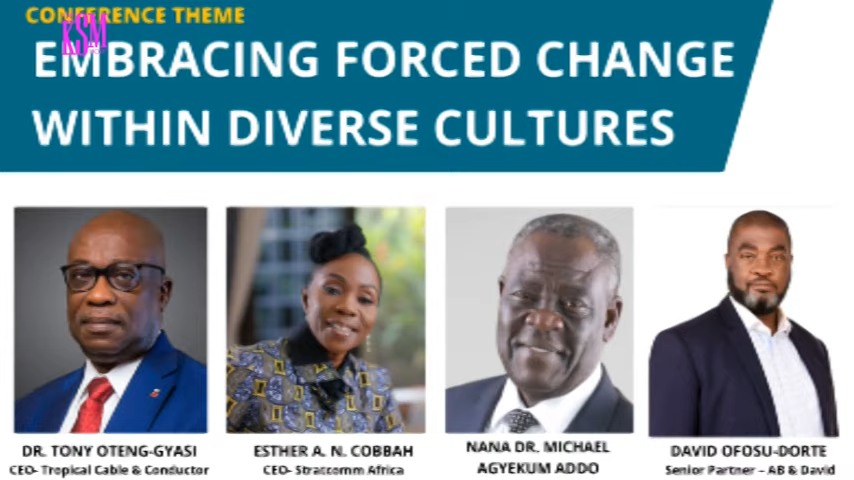 CONFERENCE THEME
KSM
EMBRACING FORCED CHANGE
WITHIN DIVERSE CULTURES
DR. TONY OTENG-GYASI
CEO- Tropical Cable & Conductor
ESTHER A. N. COBBAH
CEO- Stratcomm Africa
NANA DR. MICHAEL
AGYEKUM ADDO
DAVID OFOSU-DORTE
Senior Partner – AB & David